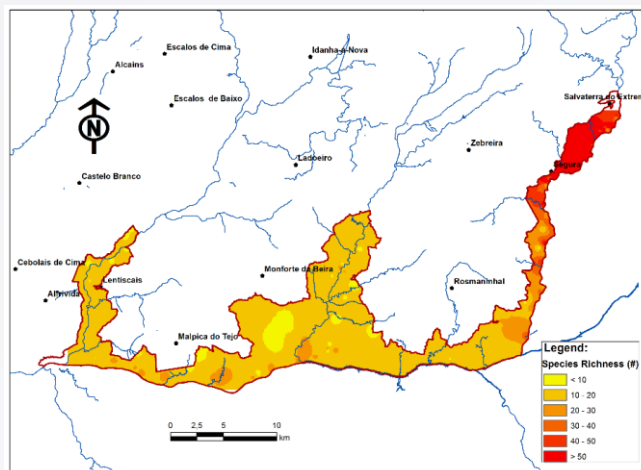 Escalos de Cima
Idanha-a-Nova
Alcains
Salvaterra do Extrem
Escalos de Baixo
N
Zebreira
Ladoeiro
Segura
Castelo Branco
Cebolais de Cima
Monforte da Beira
Lentiscais
Rosmaninhal
Alfrívida
Malpica do Tejo
Legend:
Species Richness (#)
< 10
10 - 20
20 - 30
30 - 40
40 - 50
> 50
0 2,5 5 10
km